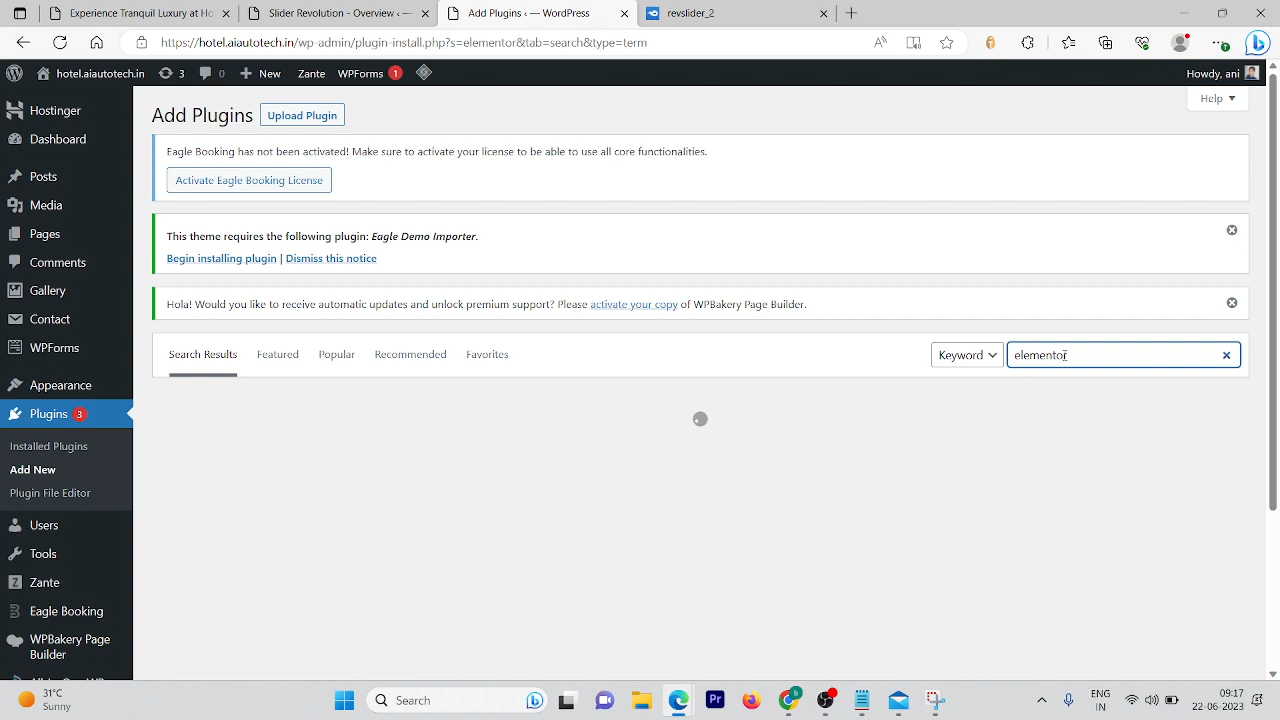 Experience Tranquil Luxury at Ho
Slider Revolution - Overview ‹ —
Add Plugins ‹ — WordPress
revslider_2
https://hotel.aiautotech.in/wp-admin/plugin-install.php?s=elementor&tab=search&type=term
hotel.aiautotech.in 3 0 New Zante WPForms 1
Howdy, ani
Hostinger
Dashboard
Posts
Media
Pages
Comments
Gallery
Contact
WPForms
Appearance
Plugins 3
Installed Plugins
Add New
Plugin File Editor
Users
Tools
Zante
Eagle Booking
WPBakery Page
Builder
Help
Add Plugins Upload Plugin
Eagle Booking has not been activated! Make sure to activate your license to be able to use all core functionalities.
Activate Eagle Booking License
This theme requires the following plugin: Eagle Demo Importer.
Begin installing plugin | Dismiss this notice
Hola! Would you like to receive automatic updates and unlock premium support? Please activate your copy of WPBakery Page Builder.
Search Results Featured Popular Recommended Favorites
Keyword elementor
31°C
Sunny
Search
ENG
IN
09:17
22-06-2023